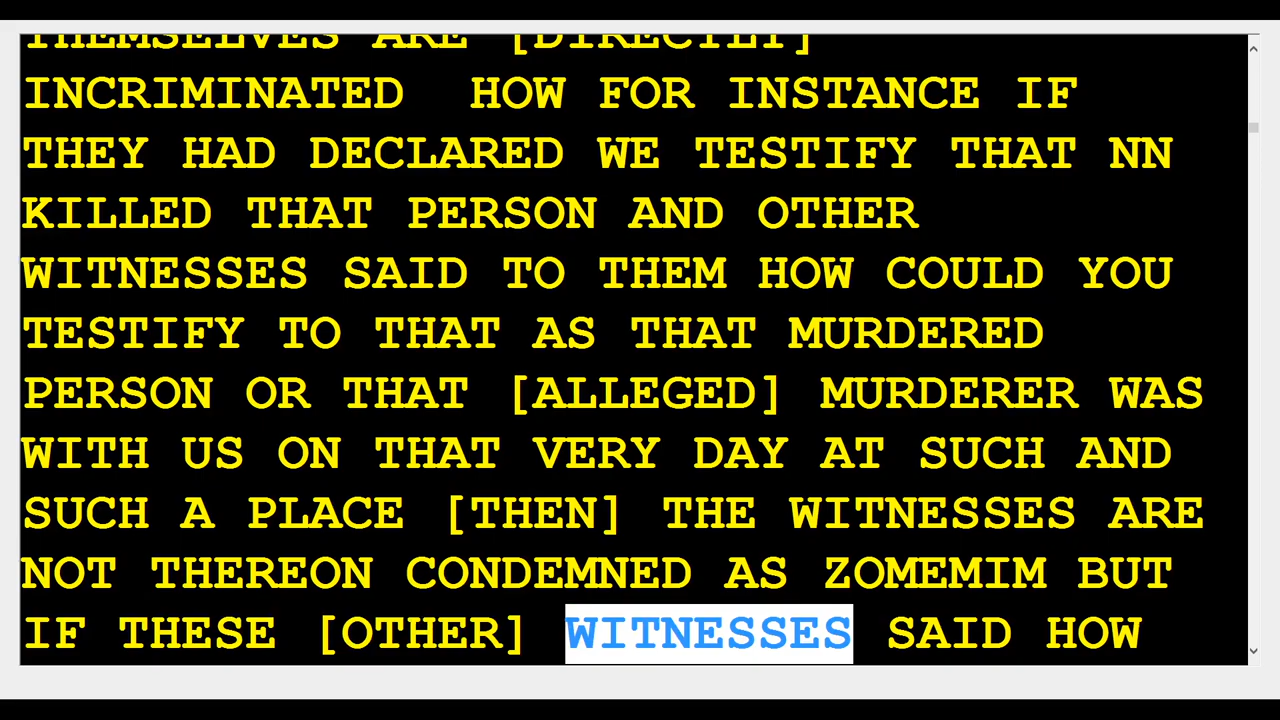 THEMSELVES ARE [DIRECTLY]
INCRIMINATED  HOW FOR INSTANCE IF
THEY HAD DECLARED WE TESTIFY THAT NN
KILLED THAT PERSON AND OTHER
WITNESSES SAID TO THEM HOW COULD YOU
TESTIFY TO THAT AS THAT MURDERED
PERSON OR THAT [ALLEGED] MURDERER WAS
WITH US ON THAT VERY DAY AT SUCH AND
SUCH A PLACE [THEN] THE WITNESSES ARE
NOT THEREON CONDEMNED AS ZOMEMIM BUT
IF THESE [OTHER] WITNESSES SAID HOW